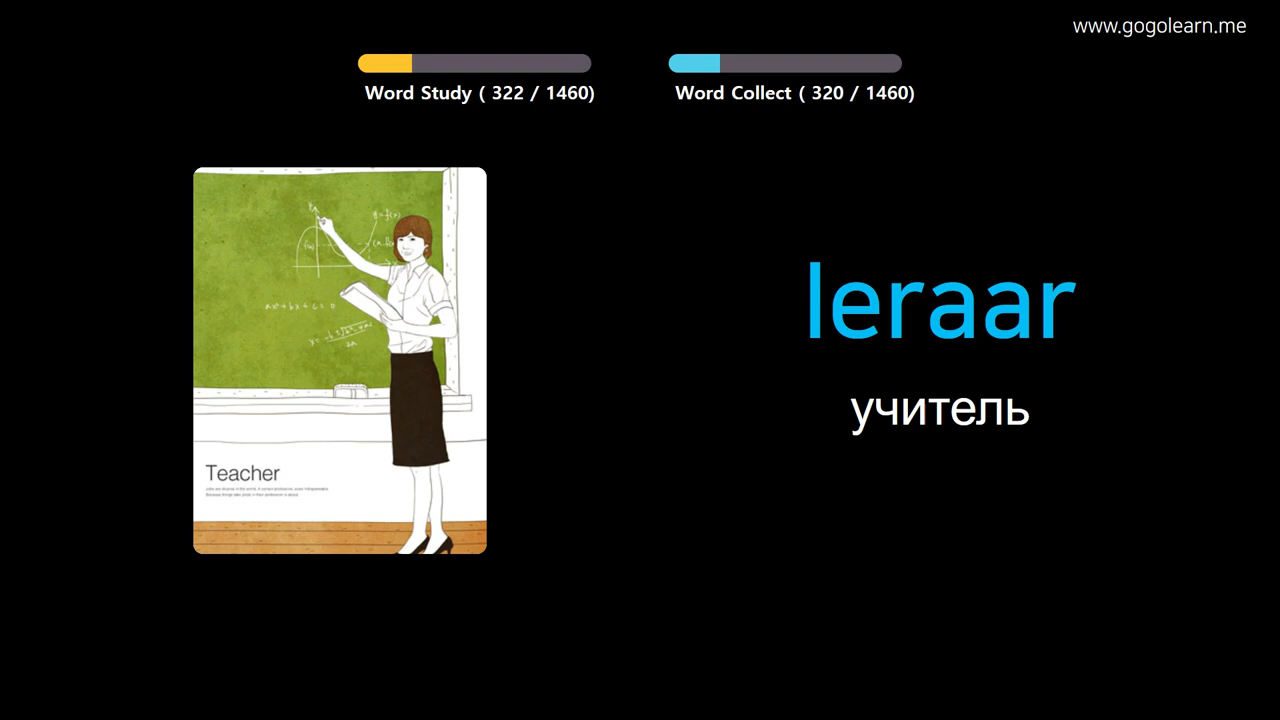 www.gogolearn.me
Word Study ( 322 / 1460)
Word Collect ( 320 / 1460)
leraar
учитель
Teacher